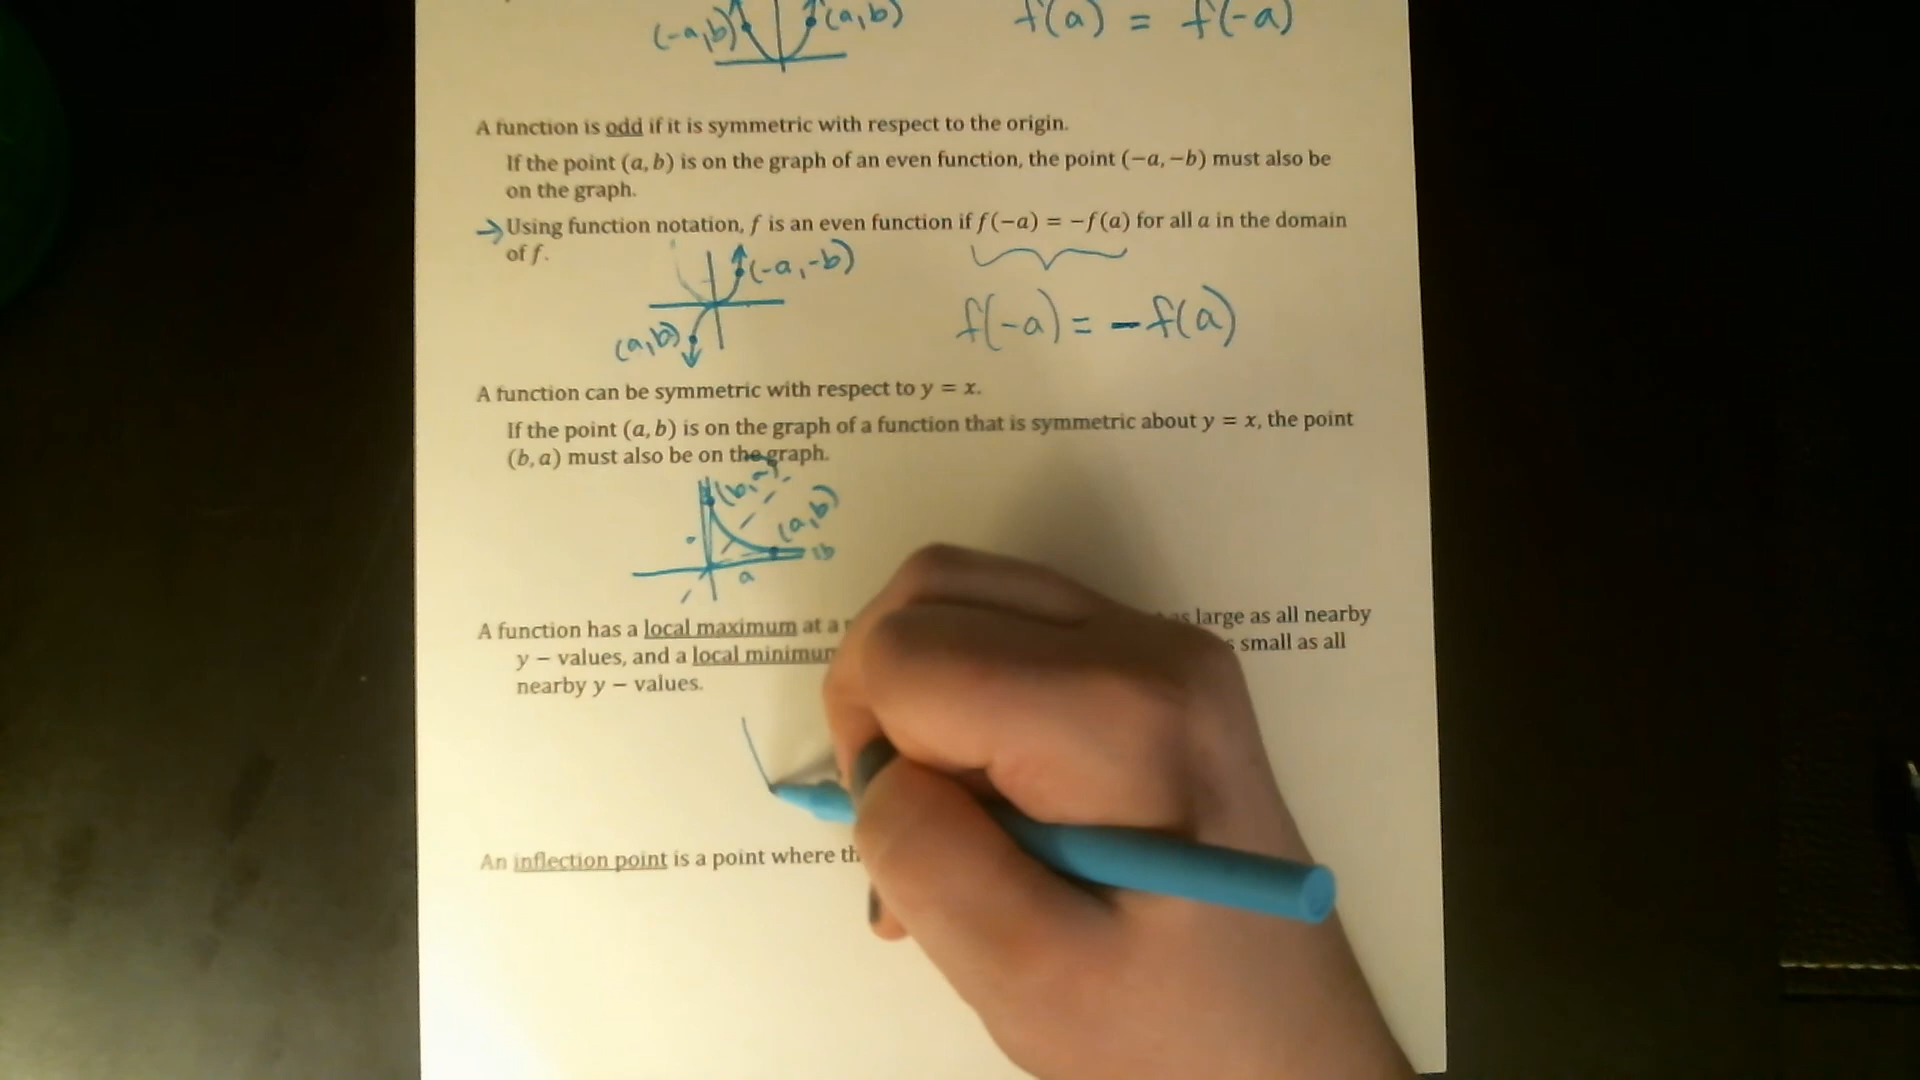 (-a,b) (a,b) f(a) = f(-a)
A function is odd if it is symmetric with respect to the origin.
If the point (a, b) is on the graph of an even function, the point (−a, −b) must also be
on the graph.
→ Using function notation, f is an even function if f(−a) = −f(a) for all a in the domain
of f.
(-a,-b)
(a,b) f(-a) = -f(a)
A function can be symmetric with respect to y = x.
If the point (a, b) is on the graph of a function that is symmetric about y = x, the point
(b, a) must also be on the graph.
(a,b)
b
a
A function has a local maximum at a large as all nearby
y − values, and a local minimum small as all
nearby y − values.
An inflection point is a point where